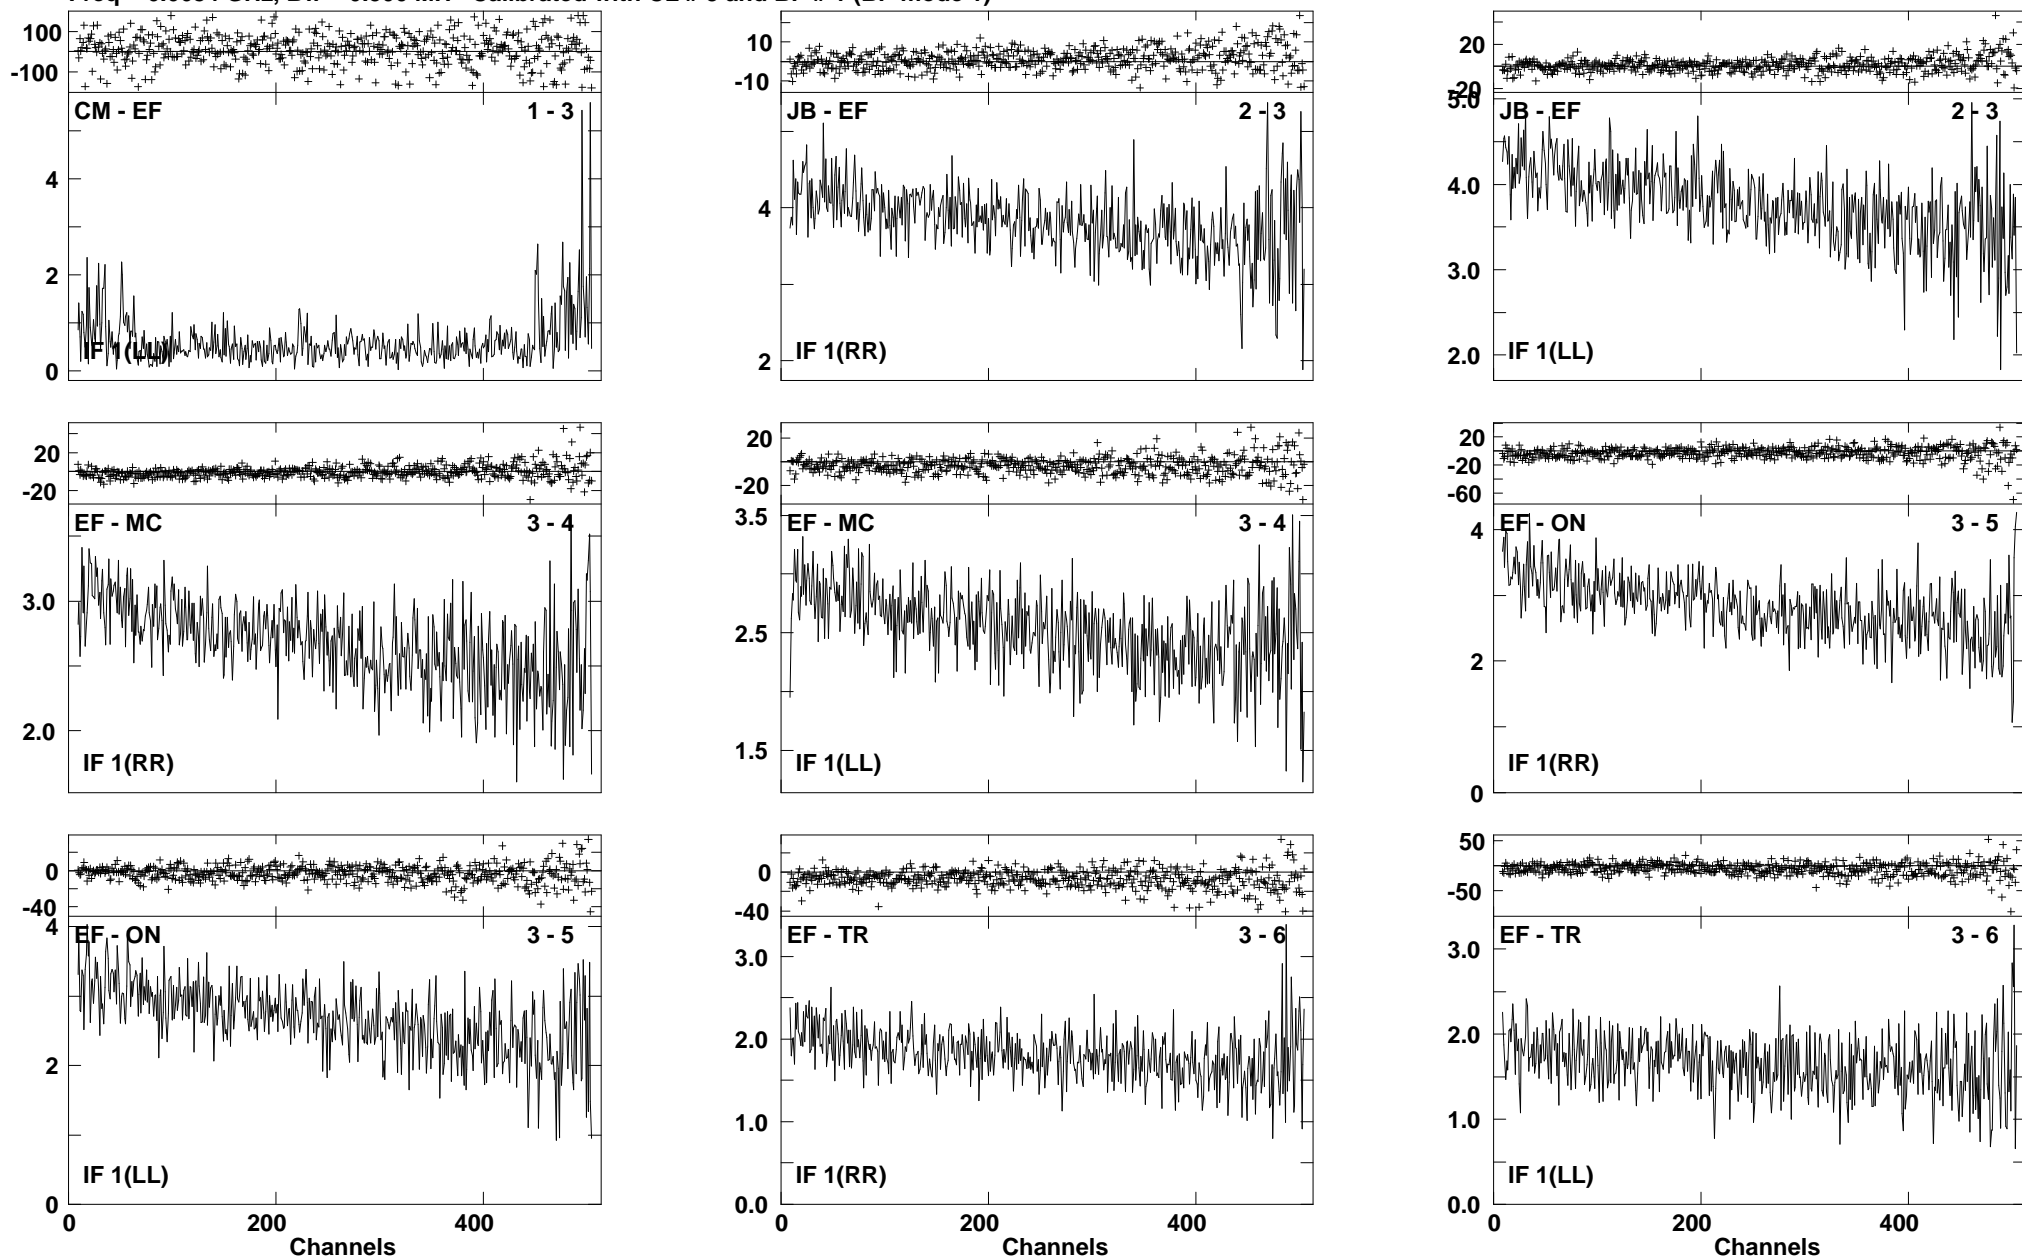 100
-100
CM - EF 1 - 3
4
2
0
IF 1(LL)
10
-10
JB - EF 2 - 3
4
2
IF 1(RR)
20
-20
5.0
JB - EF 2 - 3
4.0
3.0
2.0
IF 1(LL)
20
-20
EF - MC 3 - 4
3.0
2.0
IF 1(RR)
20
-20
3.5
EF - MC 3 - 4
2.5
1.5
IF 1(LL)
20
-20
-60
4
EF - ON 3 - 5
2
0
IF 1(RR)
0
-40
4
EF - ON 3 - 5
2
0
IF 1(LL)
0 200 400
Channels
0
-40
EF - TR 3 - 6
3.0
2.0
1.0
0.0
IF 1(RR)
0 200 400
Channels
50
-50
EF - TR 3 - 6
3.0
2.0
1.0
0.0
IF 1(LL)
0 200 400
Channels